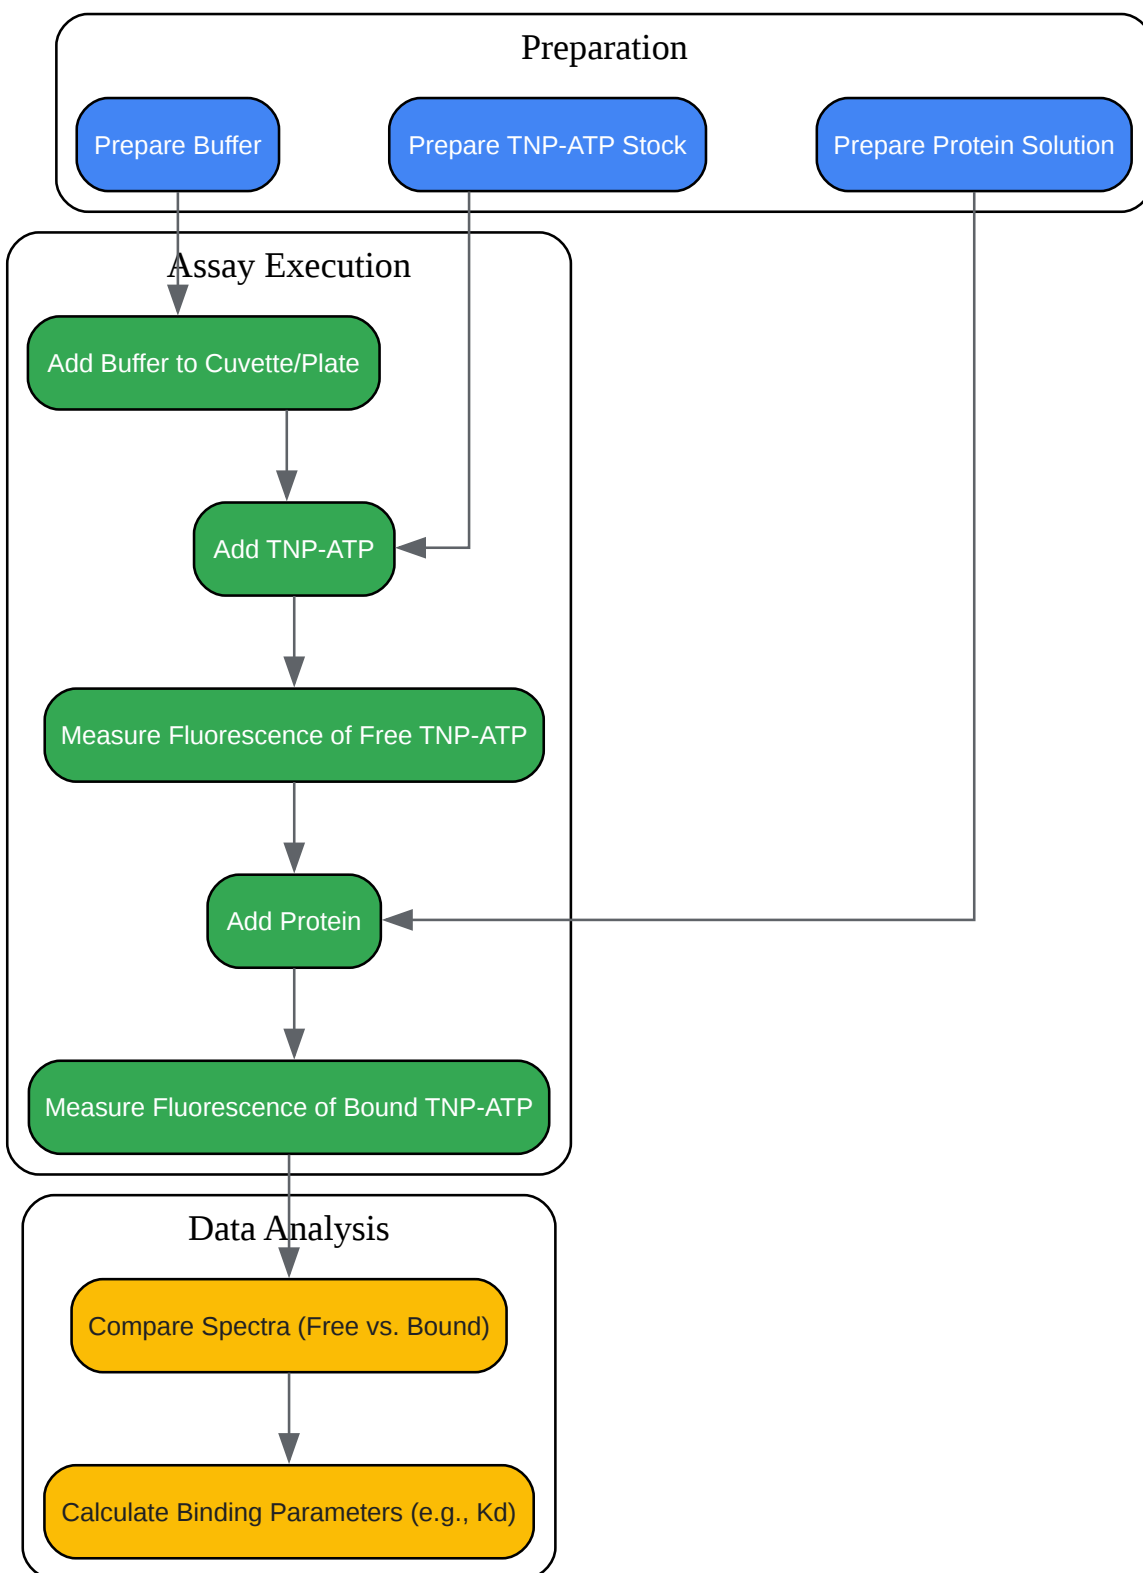 Preparation
Prepare Buffer
Prepare TNP-ATP Stock
Prepare Protein Solution
Assay Execution
Add Buffer to Cuvette/Plate
Add TNP-ATP
Measure Fluorescence of Free TNP-ATP
Add Protein
Measure Fluorescence of Bound TNP-ATP
Data Analysis
Compare Spectra (Free vs. Bound)
Calculate Binding Parameters (e.g., Kd)